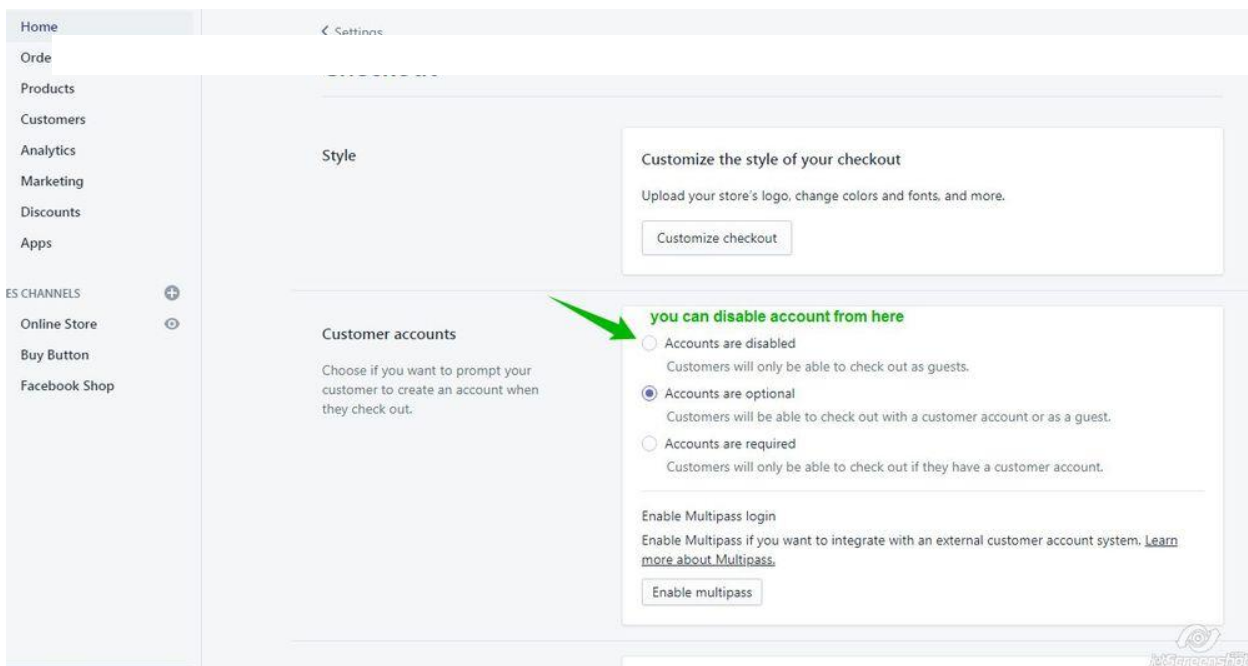 Home
Settings
Orde
Products
Customers
Analytics
Marketing
Discounts
Apps
ES CHANNELS
Online Store
Buy Button
Facebook Shop
Style
Customize the style of your checkout
Upload your store's logo, change colors and fonts, and more.
Customize checkout
Customer accounts
Choose if you want to prompt your
customer to create an account when
they check out.
you can disable account from here
Accounts are disabled
Customers will only be able to check out as guests.
Accounts are optional
Customers will be able to check out with a customer account or as a guest.
Accounts are required
Customers will only be able to check out if they have a customer account.
Enable Multipass login
Enable Multipass if you want to integrate with an external customer account system. Learn
more about Multipass.
Enable multipass